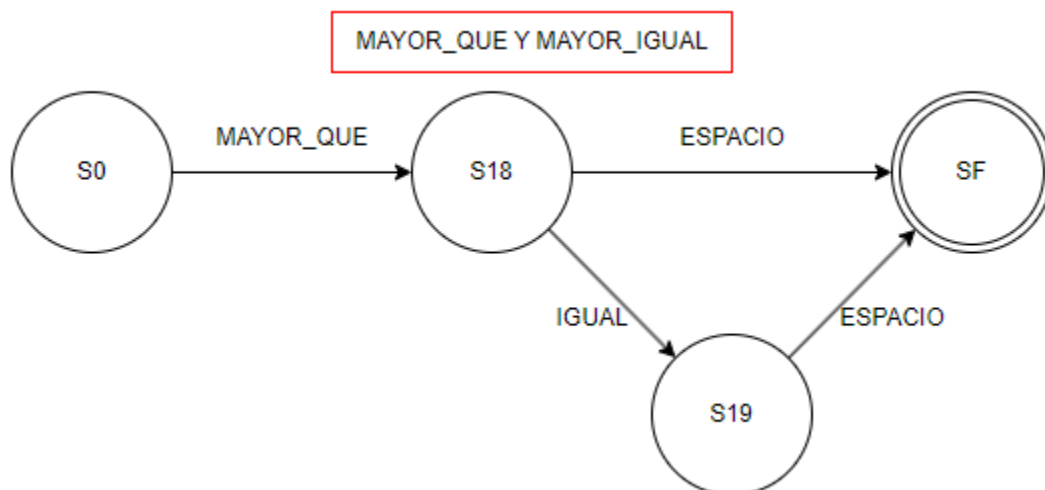 MAYOR_QUE Y MAYOR_IGUAL
MAYOR_QUE
ESPACIO
S0
S18
SF
IGUAL
ESPACIO
S19